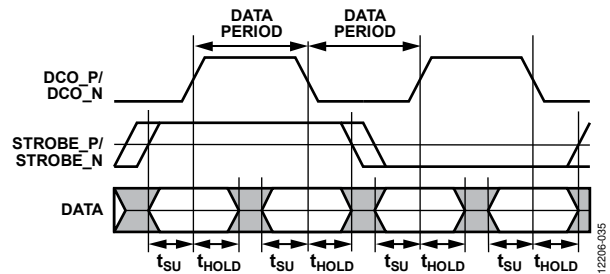 DATA PERIOD
DATA PERIOD
DCO_P/
DCO_N
STROBE_P/
STROBE_N
DATA
tSU tHOLD tSU tHOLD tSU tHOLD tSU tHOLD
12206-035